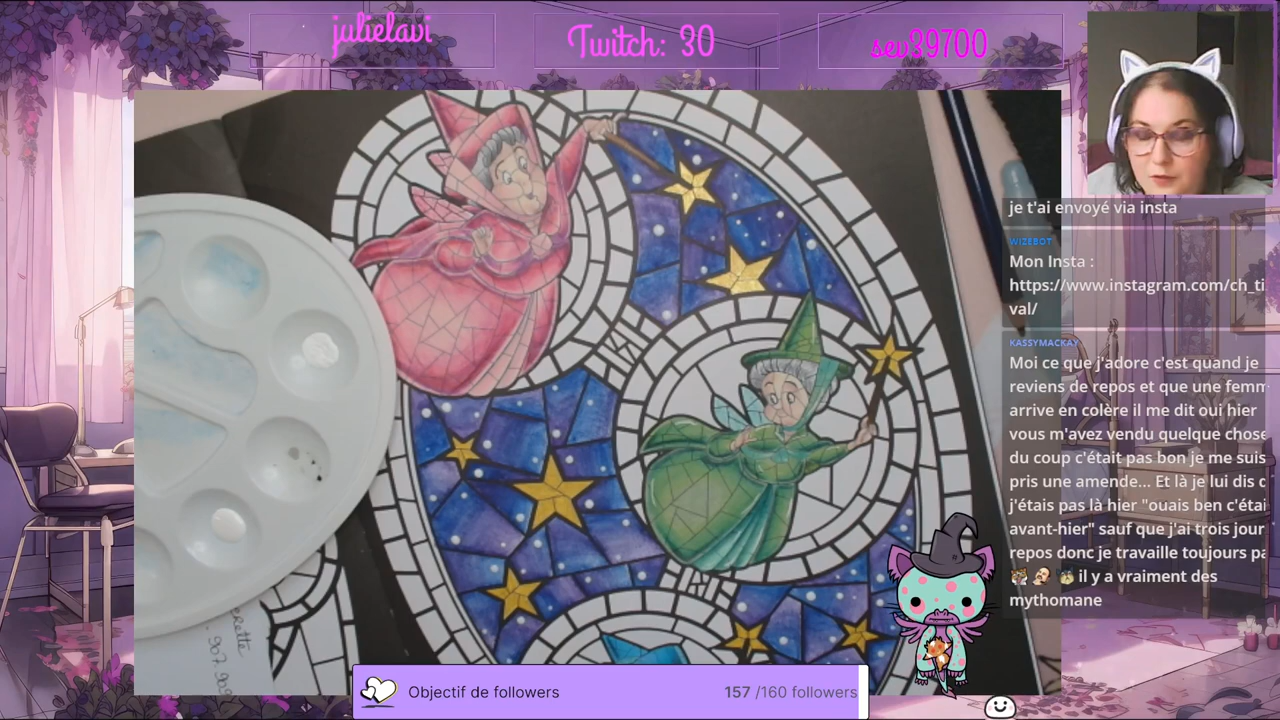 julielavi
Twitch: 30
sev39700
je t'ai envoyé via insta
WIZEBOT
Mon Insta :
https://www.instagram.com/ch_ti
val/
KASSYMACKAY
Moi ce que j'adore c'est quand je
reviens de repos et que une femm
arrive en colère il me dit oui hier
vous m'avez vendu quelque chose
du coup c'était pas bon je me suis
pris une amende... Et là je lui dis
j'étais pas là hier "ouais ben c'étai
avant-hier" sauf que j'ai trois jour
repos donc je travaille toujours pa
il y a vraiment des
mythomane
907. 909
Objectif de followers
157 /160 followers